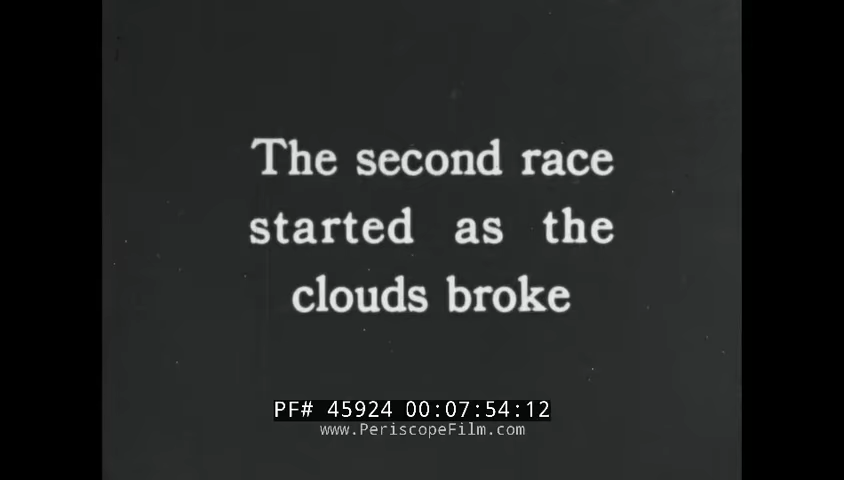 The second race
started as the
clouds broke
PF# 45924 00:07:54:12
www.PeriscopeFilm.com